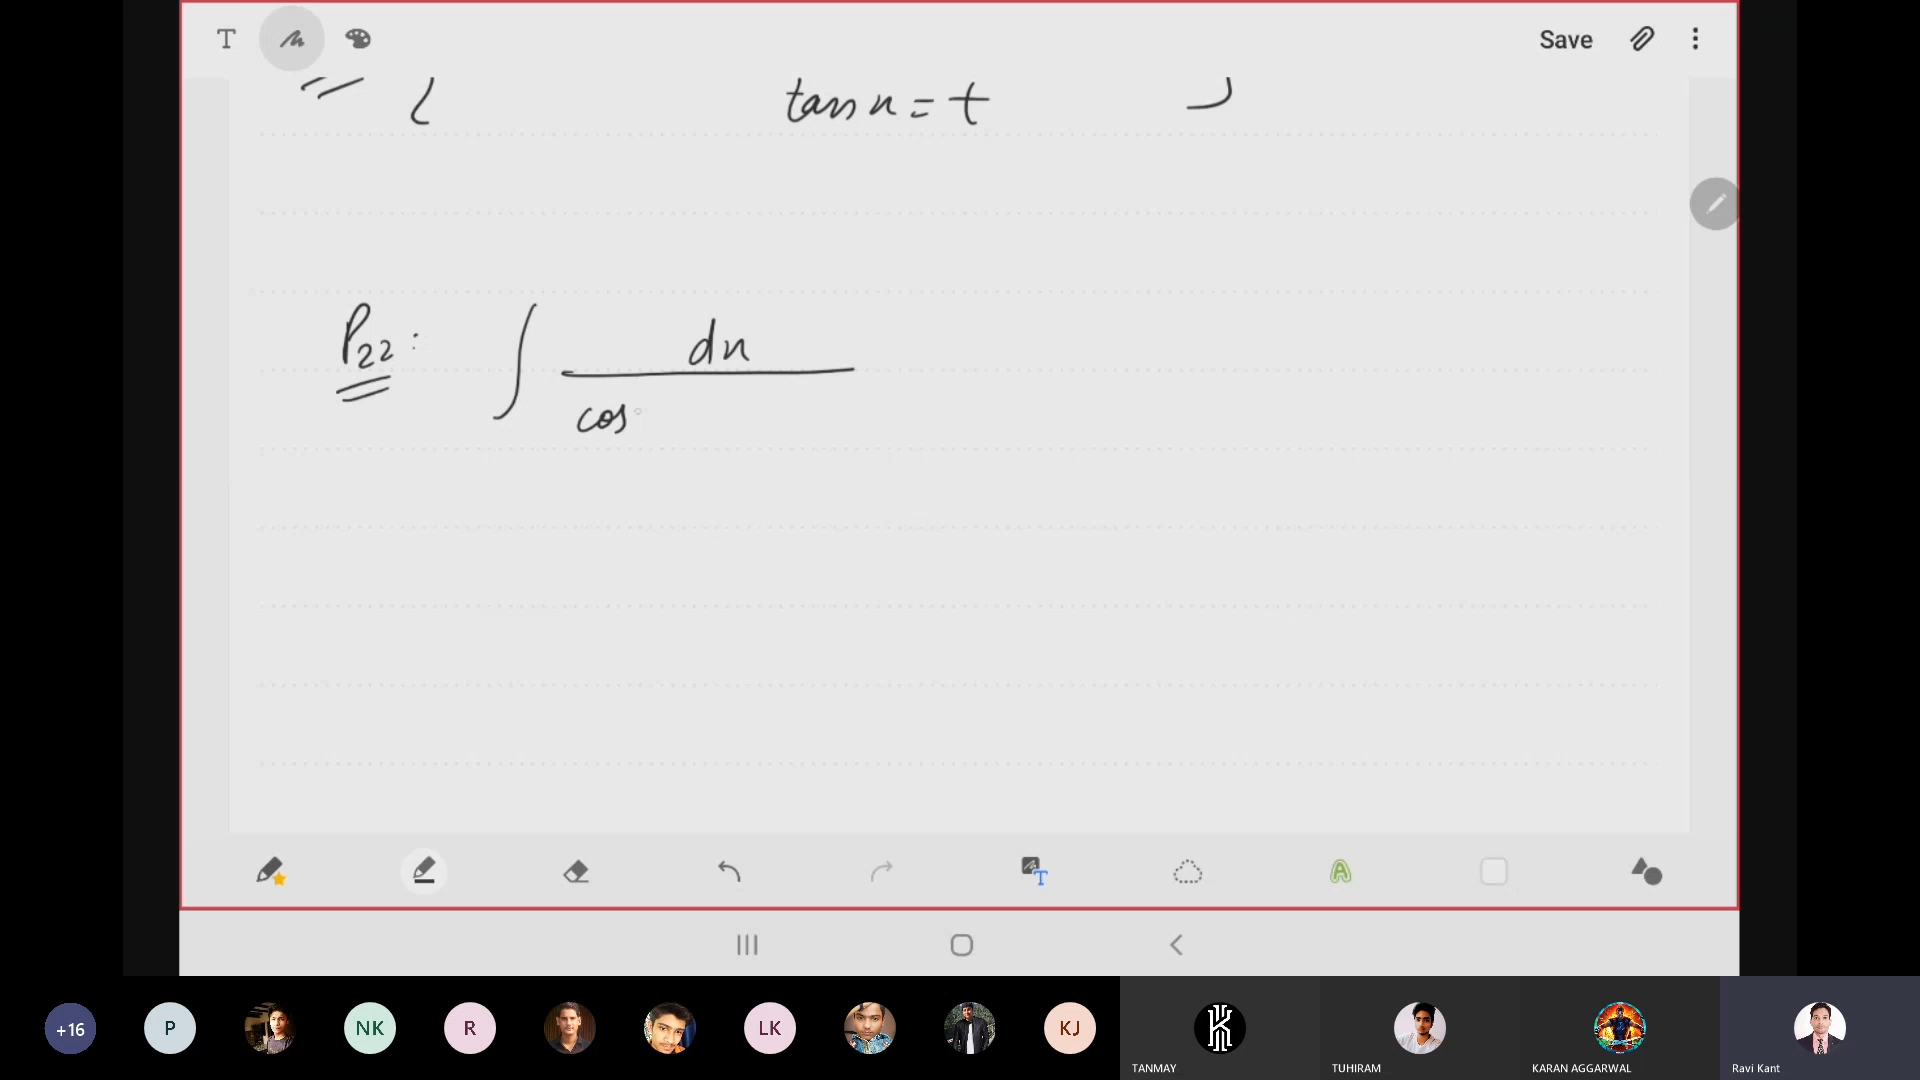 T Save
tan x = t
P22 : ∫ dx
cos
T
A
+16 P NK R LK KJ
TANMAY TUHIRAM KARAN AGGARWAL Ravi Kant